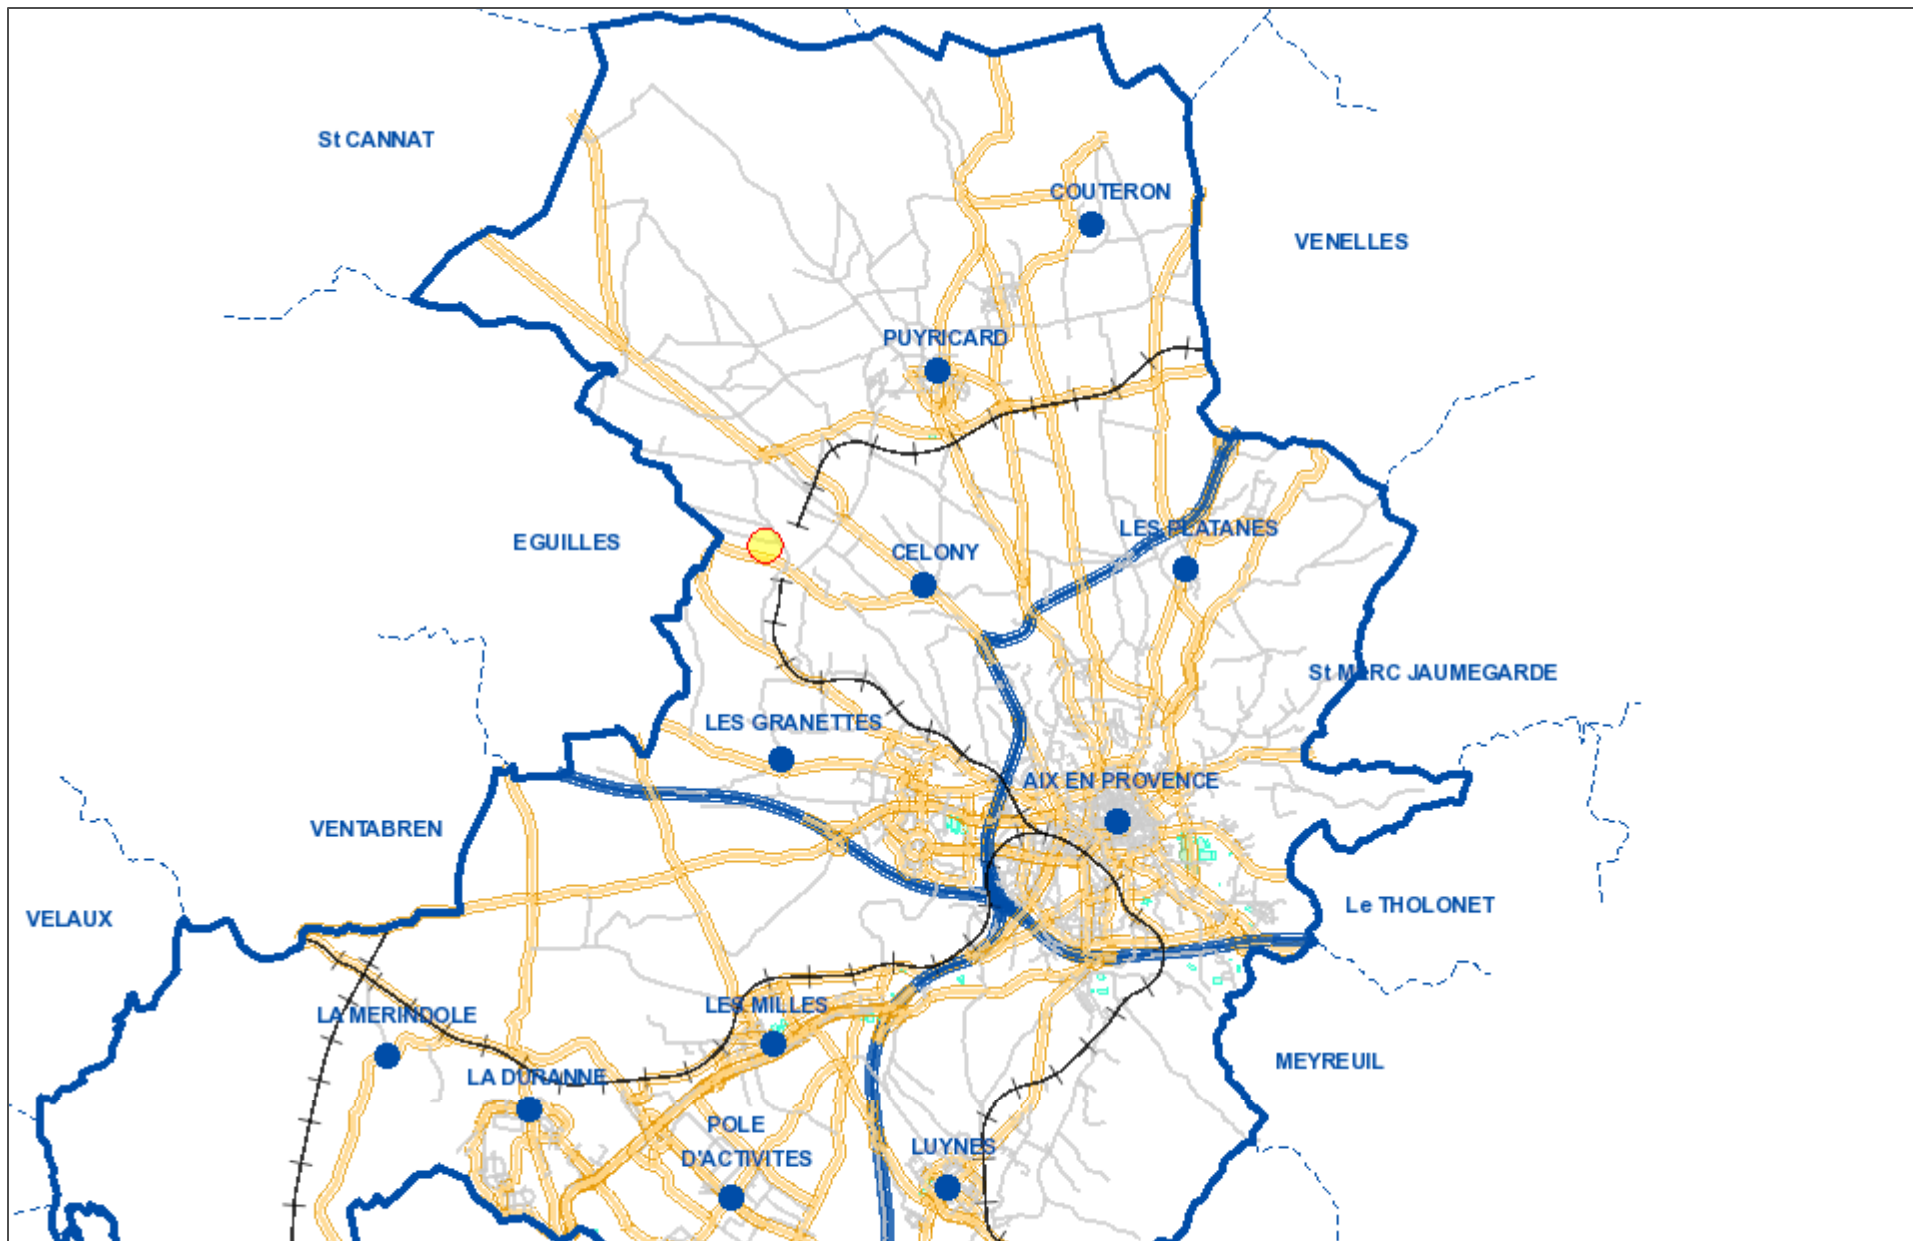 St CANNAT
COUTERON
VENELLES
PUYRICARD
LES PLATANES
EGUILLES
CELONY
St MARC JAUMEGARDE
LES GRANETTES
AIX EN PROVENCE
VENTABREN
Le THOLONET
VELAUX
LES MILLES
LA MERINDOLE
MEYREUIL
LA DURANNE
POLE
D'ACTIVITES
LUYNES